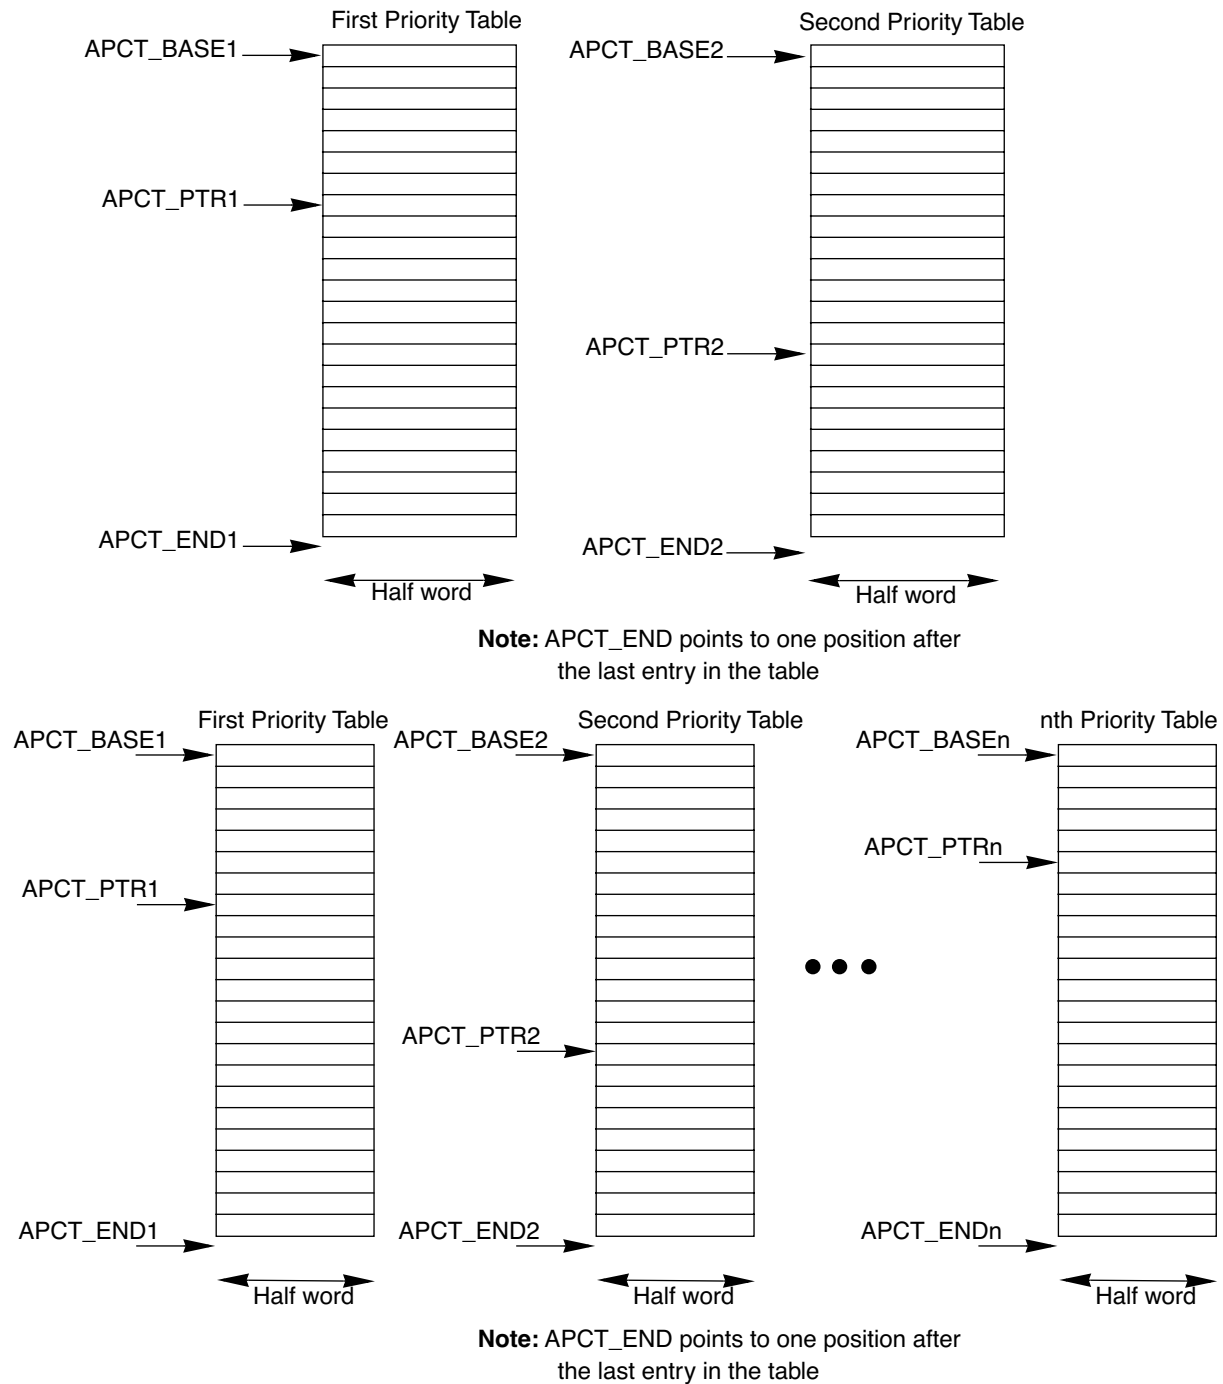 First Priority Table
Second Priority Table
APCT_BASE1
APCT_BASE2
APCT_PTR1
APCT_PTR2
APCT_END1
APCT_END2
Half word
Half word
Note: APCT_END points to one position after
the last entry in the table
First Priority Table
Second Priority Table
nth Priority Table
APCT_BASE1
APCT_BASE2
APCT_BASEn
APCT_PTRn
APCT_PTR1
APCT_PTR2
APCT_END1
APCT_END2
APCT_ENDn
Half word
Half word
Half word
Note: APCT_END points to one position after
the last entry in the table